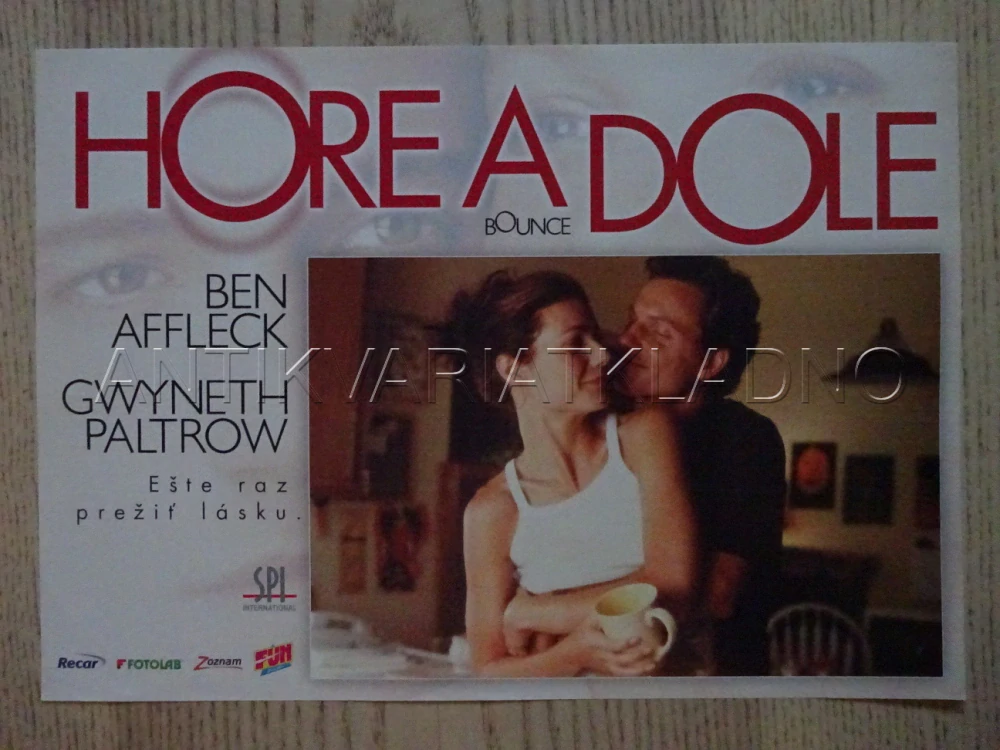 HORE A DOLE
BOUNCE
BEN
AFFLECK
GWYNETH
PALTROW
Ešte raz
prežiť lásku.
ANTIKVARIATKLADNO
SPI
INTERNATIONAL
Recar
FOTOLAB
Zoznam
FUN